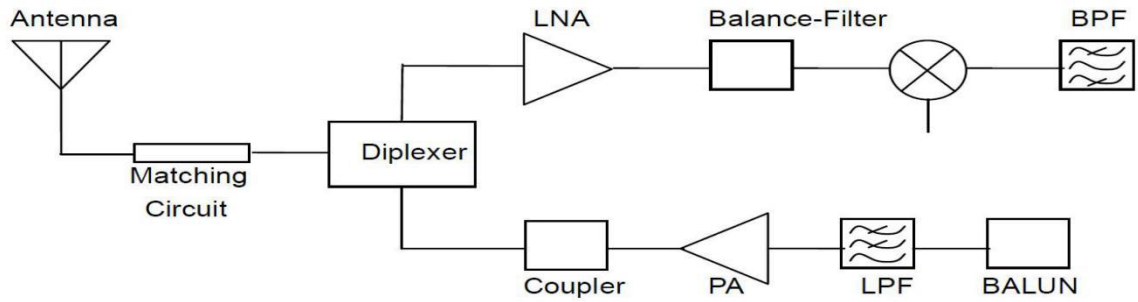 Antenna
LNA
Balance-Filter
BPF
Diplexer
Matching
Circuit
Coupler
PA
LPF
BALUN